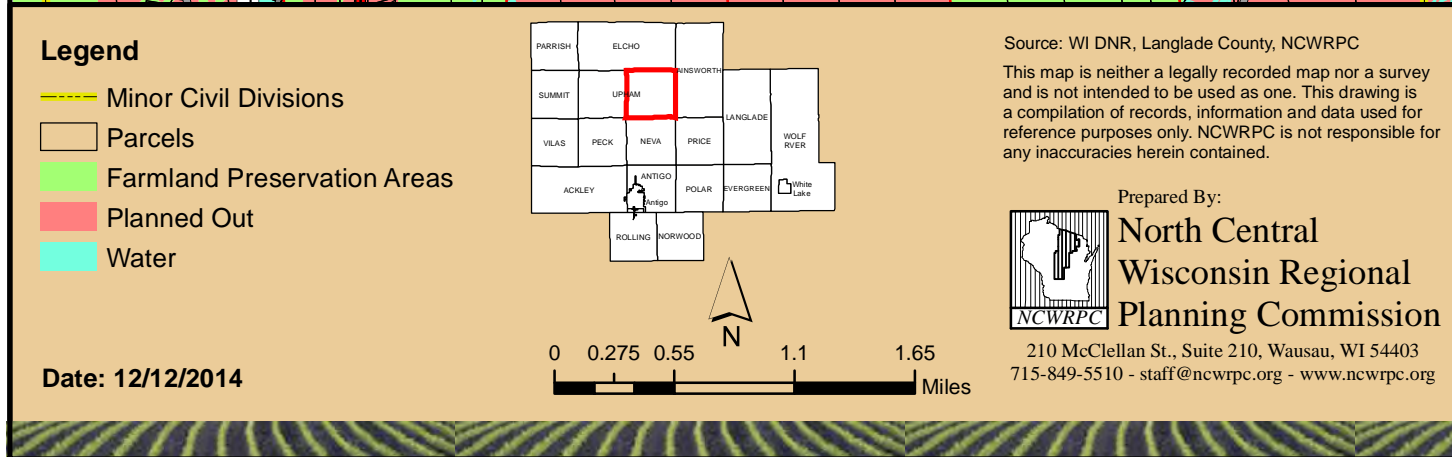 Legend
Minor Civil Divisions
Parcels
Farmland Preservation Areas
Planned Out
Water
Date: 12/12/2014
PARRISH
ELCHO
AINSWORTH
SUMMIT
UPHAM
LANGLADE
VILAS
PECK
NEVA
PRICE
WOLF
RVER
ACKLEY
ANTIGO
Antigo
POLAR
EVERGREEN
White
Lake
ROLLING
NORWOOD
N
0 0.275 0.55 1.1 1.65
Miles
Source: WI DNR, Langlade County, NCWRPC
This map is neither a legally recorded map nor a survey
and is not intended to be used as one. This drawing is
a compilation of records, information and data used for
reference purposes only. NCWRPC is not responsible for
any inaccuracies herein contained.
Prepared By:
North Central
Wisconsin Regional
Planning Commission
NCWRPC
210 McClellan St., Suite 210, Wausau, WI 54403
715-849-5510 - staff@ncwrpc.org - www.ncwrpc.org